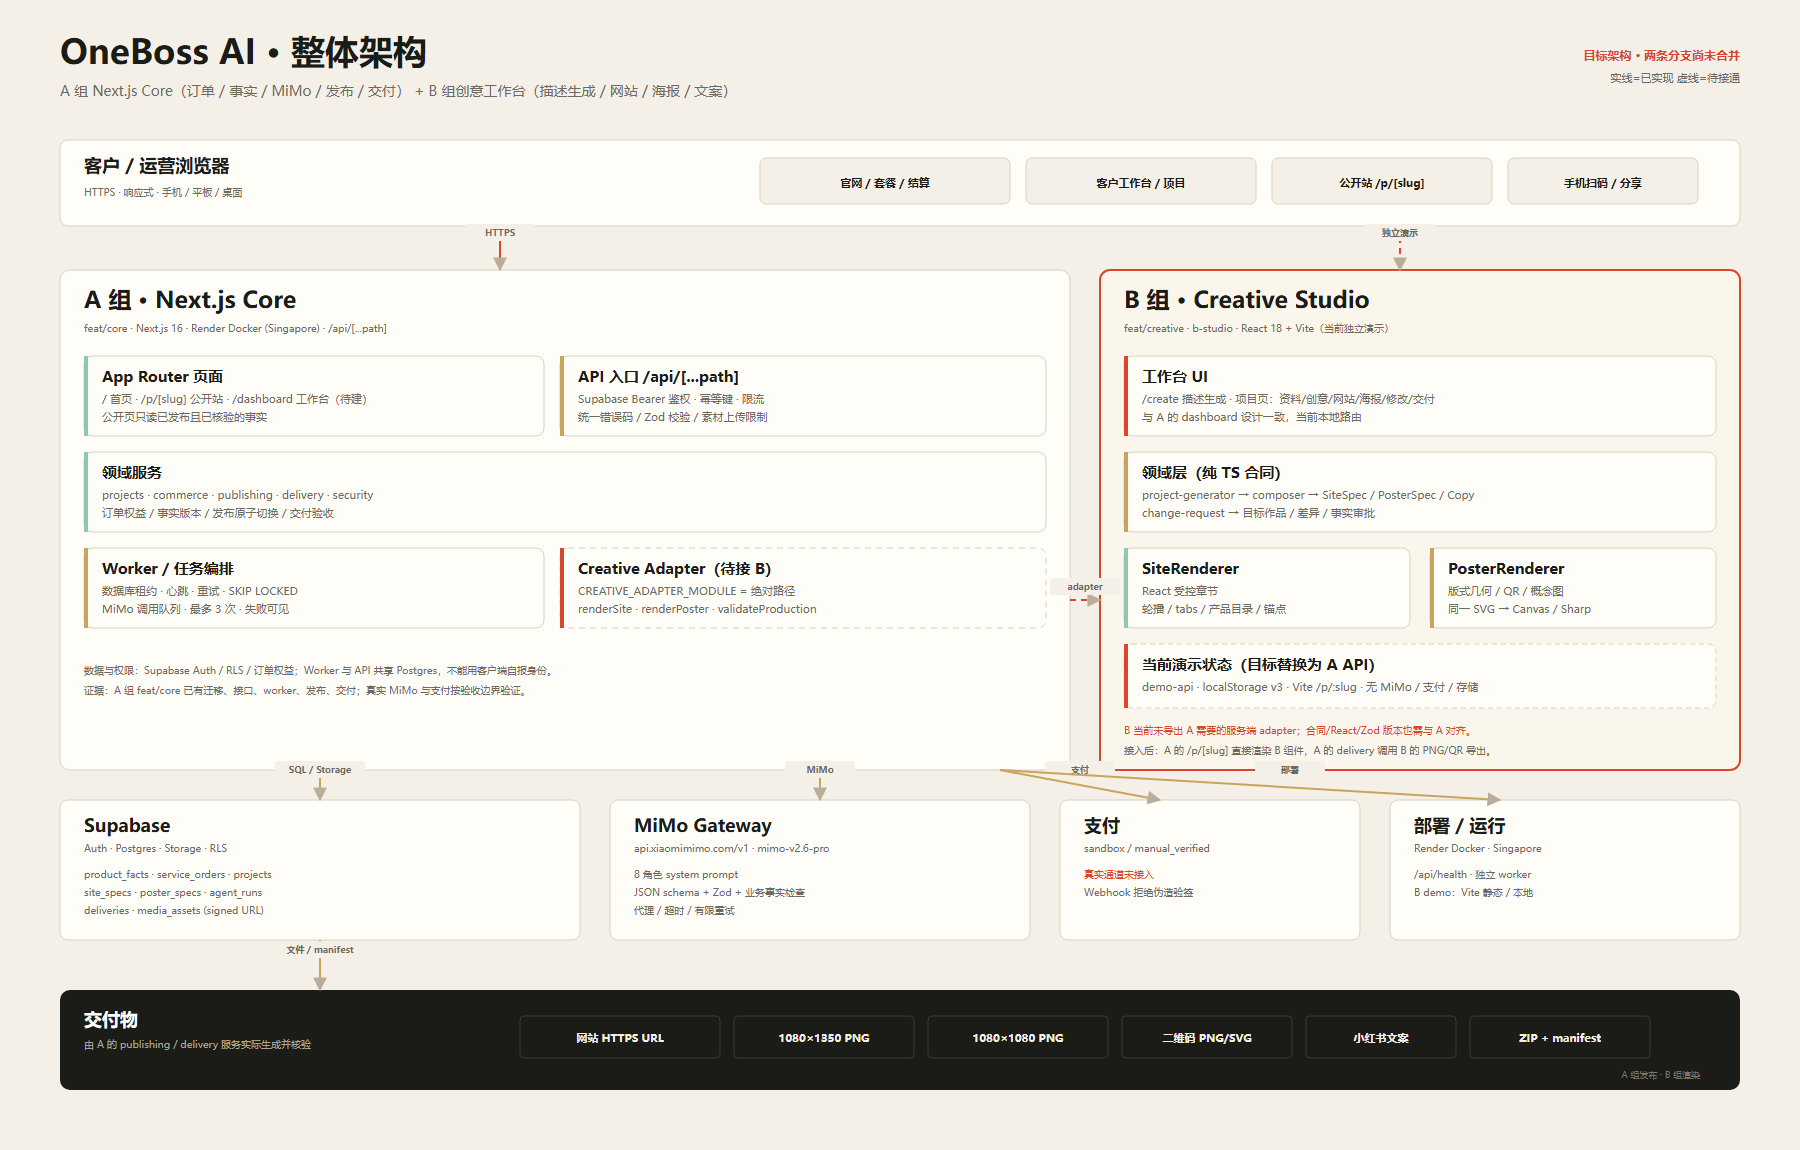 OneBoss AI · 整体架构
A 组 Next.js Core（订单 / 事实 / MiMo / 发布 / 交付） + B 组创意工作台（描述生成 / 网站 / 海报 / 文案）
目标架构 · 两条分支尚未合并
实线=已实现 虚线=待接通
客户 / 运营浏览器
HTTPS · 响应式 · 手机 / 平板 / 桌面
官网 / 套餐 / 结算
客户工作台 / 项目
公开站 /p/[slug]
手机扫码 / 分享
HTTPS
独立演示
A 组 · Next.js Core
feat/core · Next.js 16 · Render Docker (Singapore) · /api/[...path]
App Router 页面
/ 首页 · /p/[slug] 公开站 · /dashboard 工作台（待建）
公开页只读已发布且已核验的事实
API 入口 /api/[...path]
Supabase Bearer 鉴权 · 幂等键 · 限流
统一错误码 / Zod 校验 / 素材上传限制
领域服务
projects · commerce · publishing · delivery · security
订单权益 / 事实版本 / 发布原子切换 / 交付验收
Worker / 任务编排
数据库租约 · 心跳 · 重试 · SKIP LOCKED
MiMo 调用队列 · 最多 3 次 · 失败可见
Creative Adapter（待接 B）
CREATIVE_ADAPTER_MODULE = 绝对路径
renderSite · renderPoster · validateProduction
数据与权限：Supabase Auth / RLS / 订单权益；Worker 与 API 共享 Postgres，不能用客户端自报身份。
证据：A 组 feat/core 已有迁移、接口、worker、发布、交付；真实 MiMo 与支付按验收边界验证。
adapter
B 组 · Creative Studio
feat/creative · b-studio · React 18 + Vite（当前独立演示）
工作台 UI
/create 描述生成 · 项目页：资料/创意/网站/海报/修改/交付
与 A 的 dashboard 设计一致，当前本地路由
领域层（纯 TS 合同）
project-generator → composer → SiteSpec / PosterSpec / Copy
change-request → 目标作品 / 差异 / 事实审批
SiteRenderer
React 受控章节
轮播 / tabs / 产品目录 / 锚点
PosterRenderer
版式几何 / QR / 概念图
同一 SVG → Canvas / Sharp
当前演示状态（目标替换为 A API）
demo-api · localStorage v3 · Vite /p/:slug · 无 MiMo / 支付 / 存储
B 当前未导出 A 需要的服务端 adapter；合同/React/Zod 版本也需与 A 对齐。
接入后：A 的 /p/[slug] 直接渲染 B 组件，A 的 delivery 调用 B 的 PNG/QR 导出。
SQL / Storage
MiMo
支付
部署
Supabase
Auth · Postgres · Storage · RLS
product_facts · service_orders · projects
site_specs · poster_specs · agent_runs
deliveries · media_assets (signed URL)
MiMo Gateway
api.xiaomimimo.com/v1 · mimo-v2.6-pro
8 角色 system prompt
JSON schema + Zod + 业务事实检查
代理 / 超时 / 有限重试
支付
sandbox / manual_verified
真实通道未接入
Webhook 拒绝伪造验签
部署 / 运行
Render Docker · Singapore
/api/health · 独立 worker
B demo：Vite 静态 / 本地
文件 / manifest
交付物
由 A 的 publishing / delivery 服务实际生成并核验
网站 HTTPS URL
1080×1350 PNG
1080×1080 PNG
二维码 PNG/SVG
小红书文案
ZIP + manifest
A 组发布 · B 组渲染